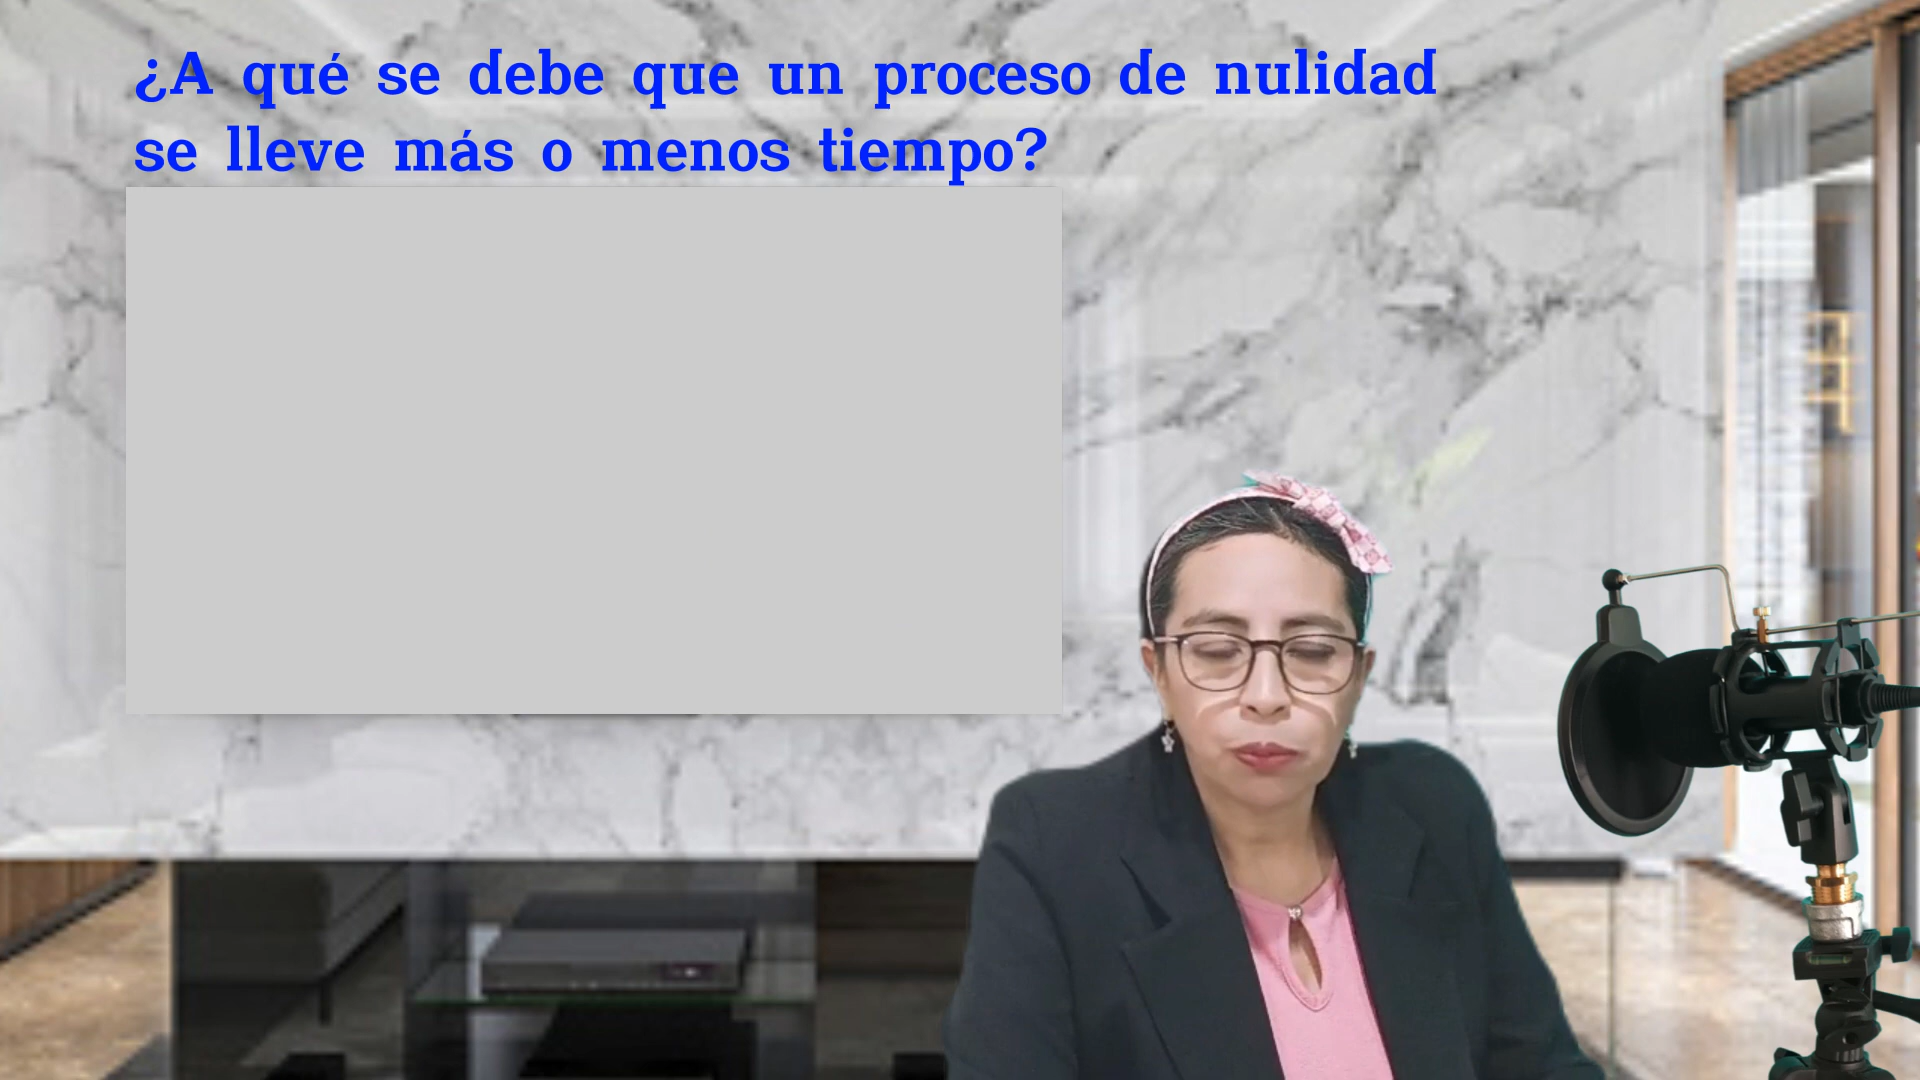 ¿A qué se debe que un proceso de nulidad
se lleve más o menos tiempo?